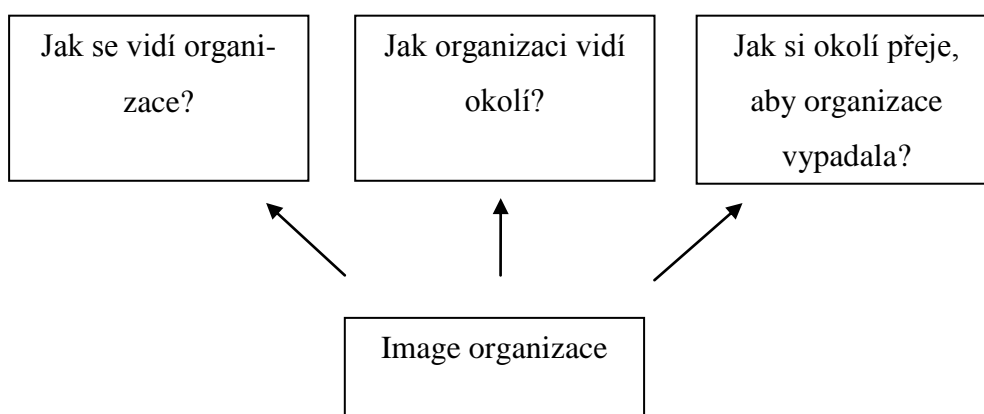 Jak se vidí organi-
zace?
Jak organizaci vidí
okolí?
Jak si okolí přeje,
aby organizace
vypadala?
Image organizace